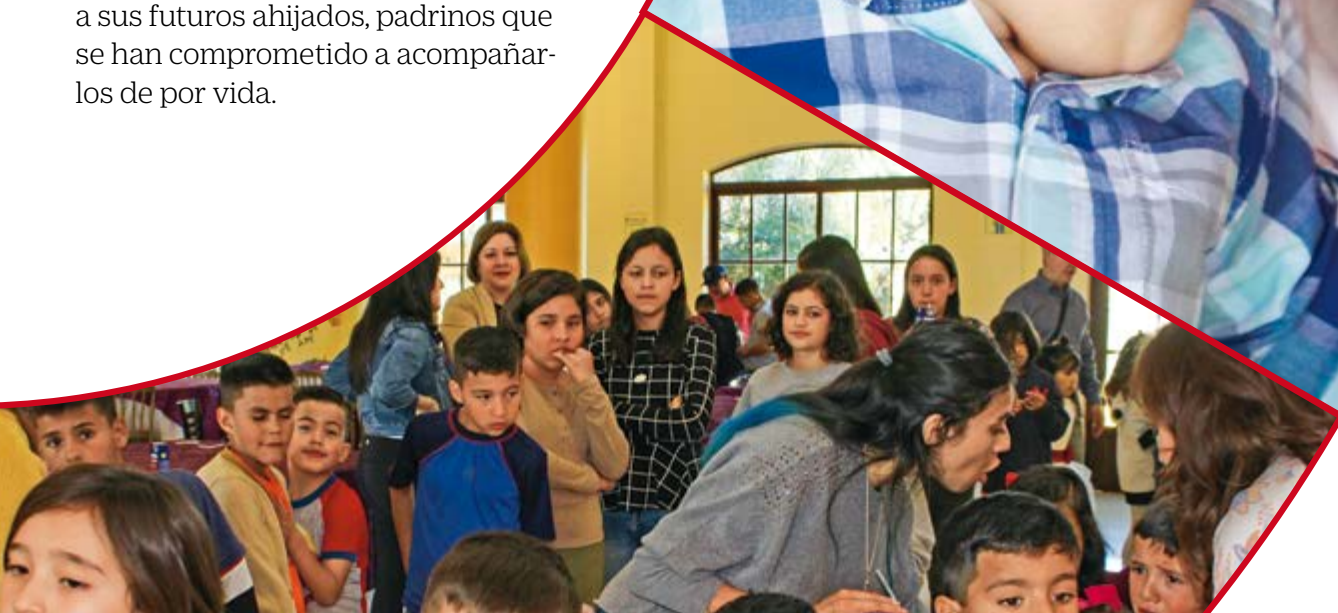 a sus futuros ahijados, padrinos que
se han comprometido a acompañar-
los de por vida.